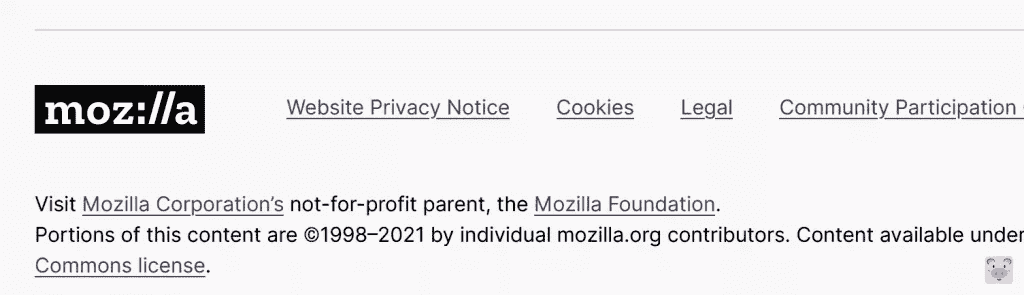 moz://a
Website Privacy Notice Cookies Legal Community Participation
Visit Mozilla Corporation's not-for-profit parent, the Mozilla Foundation.
Portions of this content are ©1998–2021 by individual mozilla.org contributors. Content available under
Commons license.